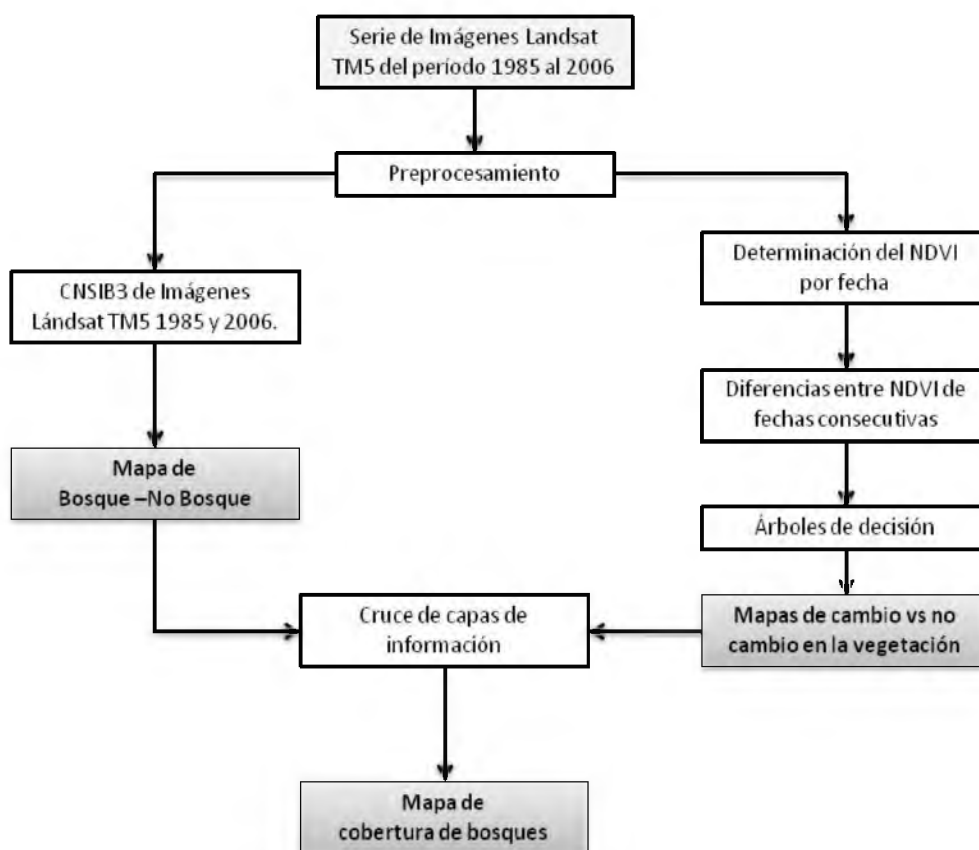 Serie de Imágenes Landsat
TM5 del período 1985 al 2006
Preprocesamiento
Determinación del NDVI
por fecha
CNSIB3 de Imágenes
Lándsat TM5 1985 y 2006.
Diferencias entre NDVI de
fechas consecutivas
Mapa de
Bosque –No Bosque
Árboles de decisión
Cruce de capas de
información
Mapas de cambio vs no
cambio en la vegetación
Mapa de
cobertura de bosques